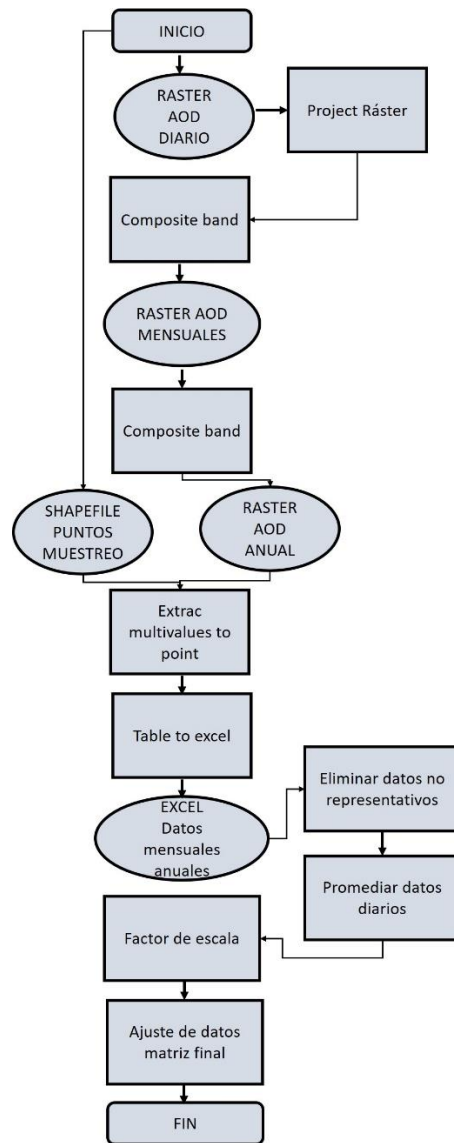 INICIO
RASTER
AOD
DIARIO
Project Ráster
Composite band
RASTER AOD
MENSUALES
Composite band
SHAPEFILE
PUNTOS
MUESTREO
RASTER
AOD
ANUAL
Extrac
multivalues to
point
Table to excel
EXCEL
Datos
mensuales
anuales
Eliminar datos no
representativos
Promediar datos
diarios
Factor de escala
Ajuste de datos
matriz final
FIN